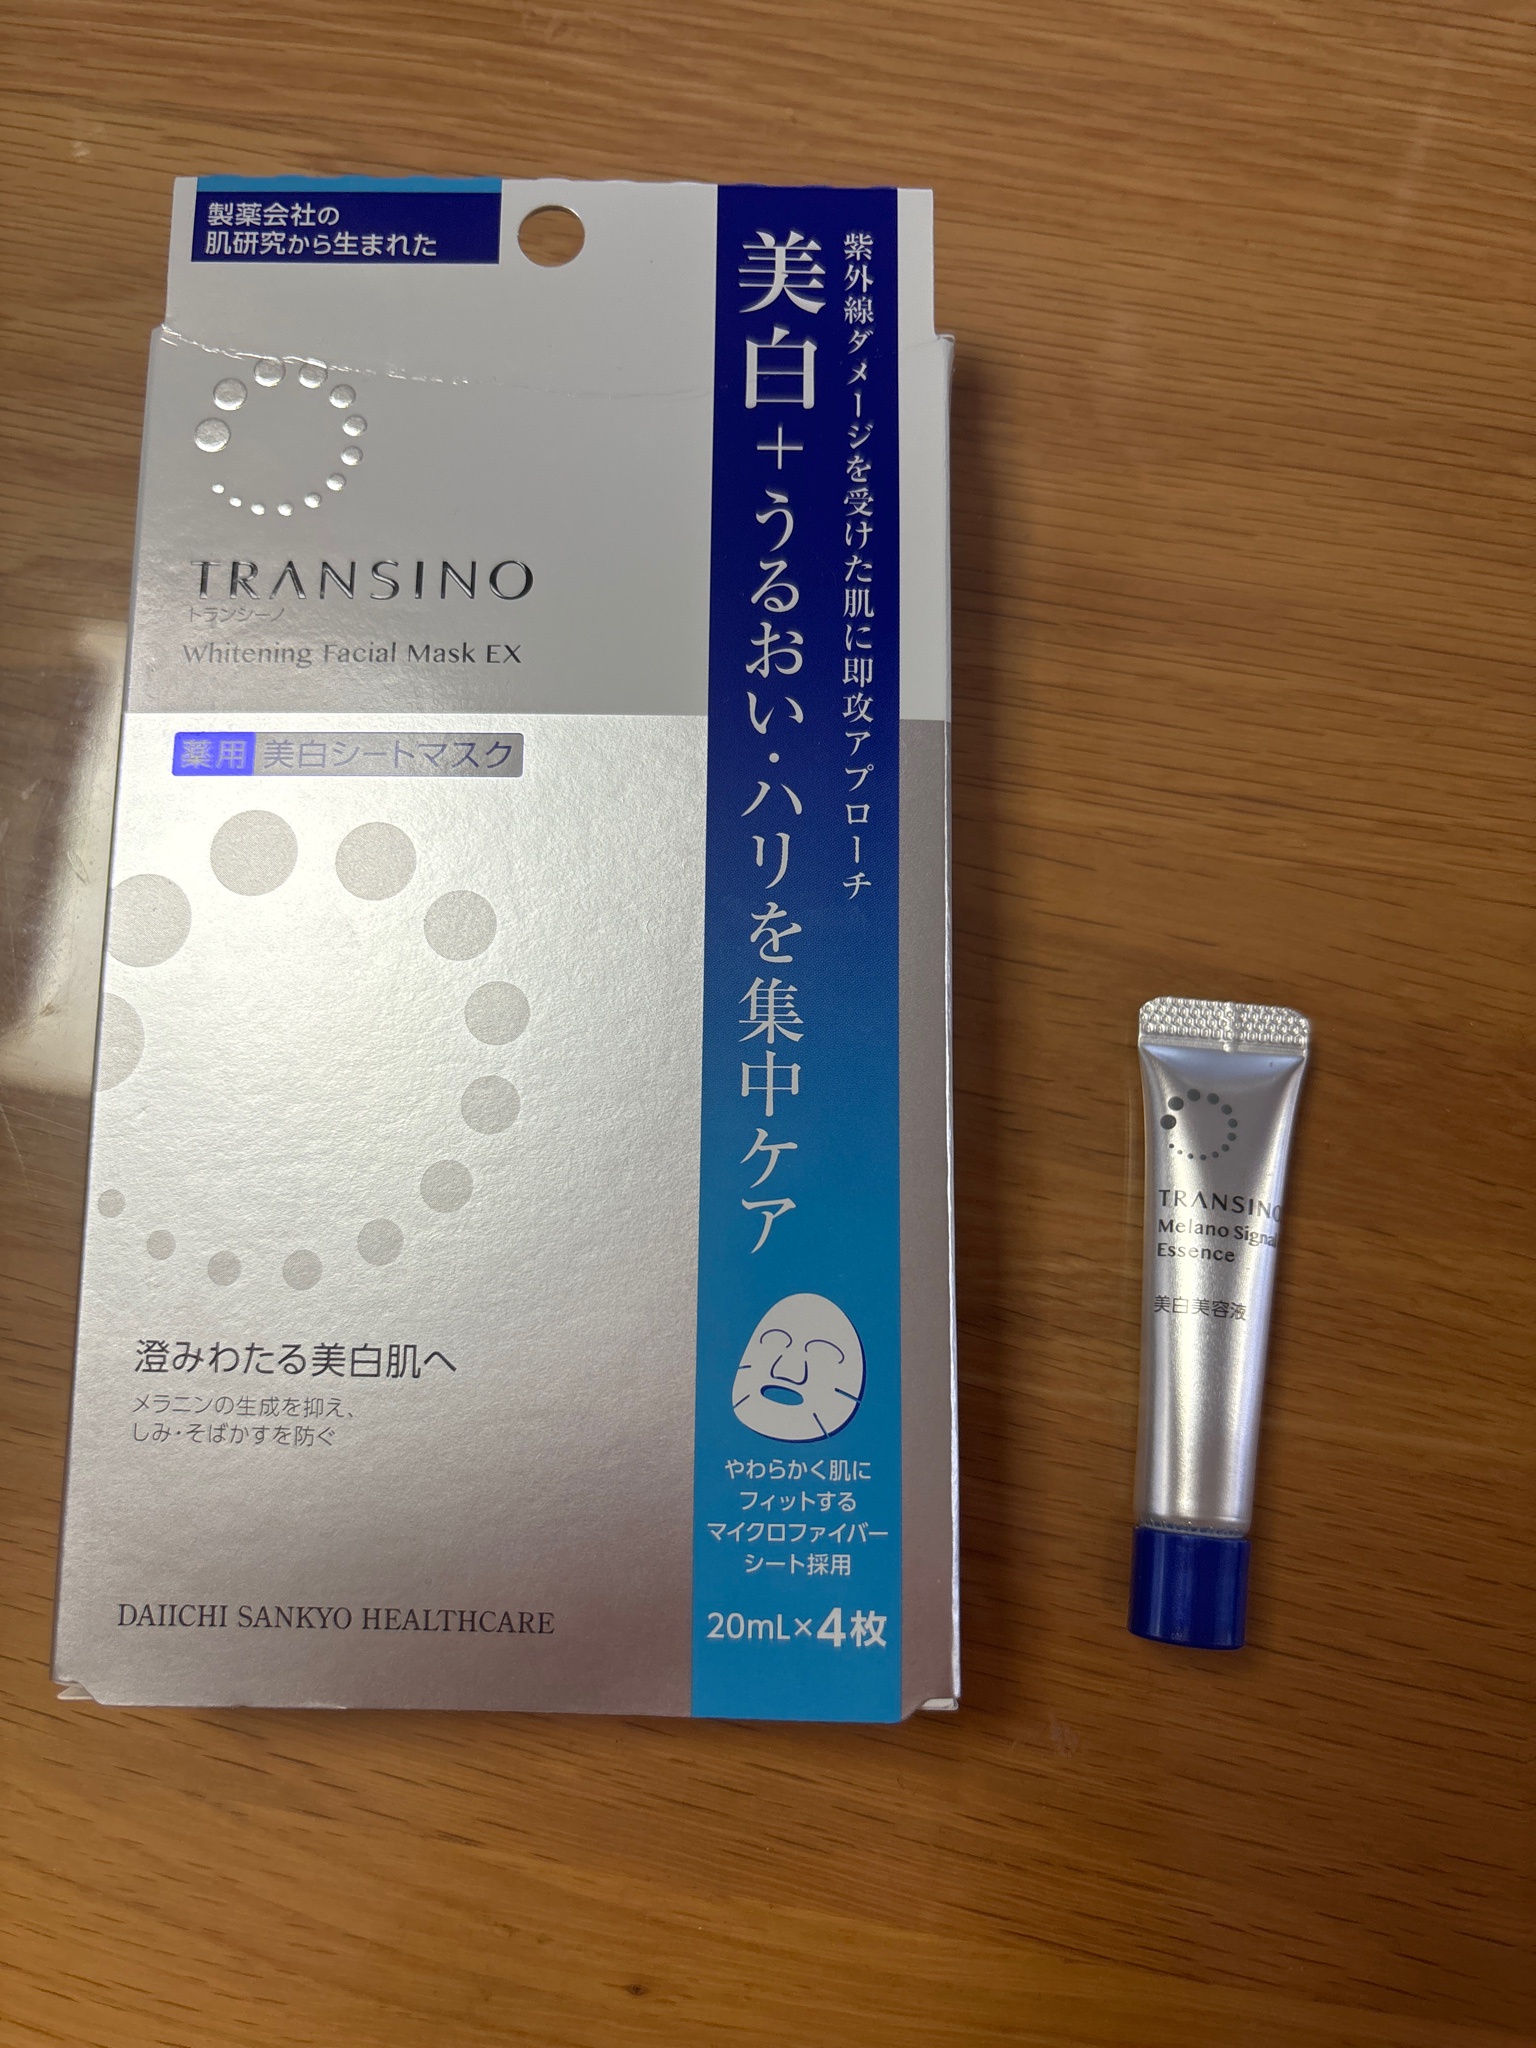 製薬会社の
肌研究から生まれた
TRANSINO
トランシーノ
Whitening Facial Mask EX
薬用 美白シートマスク
澄みわたる美白肌へ
メラニンの生成を抑え、
しみ・そばかすを防ぐ
DAIICHI SANKYO HEALTHCARE
紫外線ダメージを受けた肌に即攻アプローチ
美白+うるおい・ハリを集中ケア
やわらかく肌に
フィットする
マイクロファイバー
シート採用
20mL×4枚
TRANSINO
Melano Signal
Essence
美白美容液